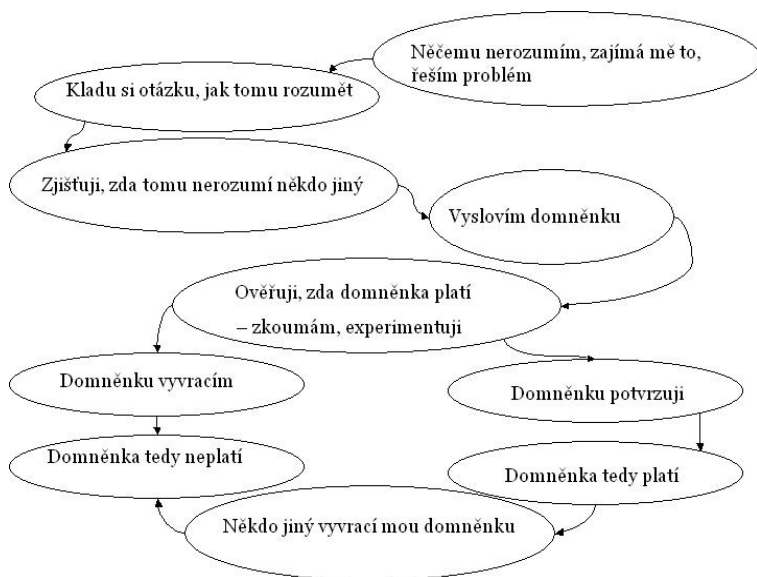 Něčemu nerozumím, zajímá mě to,
řeším problém
Kladu si otázku, jak tomu rozumět
Zjišťuji, zda tomu nerozumí někdo jiný
Vyslovím domněnku
Ověřuji, zda domněnka platí
– zkoumám, experimentuji
Domněnku vyvracím
Domněnku potvrzuji
Domněnka tedy neplatí
Domněnka tedy platí
Někdo jiný vyvrací mou domněnku